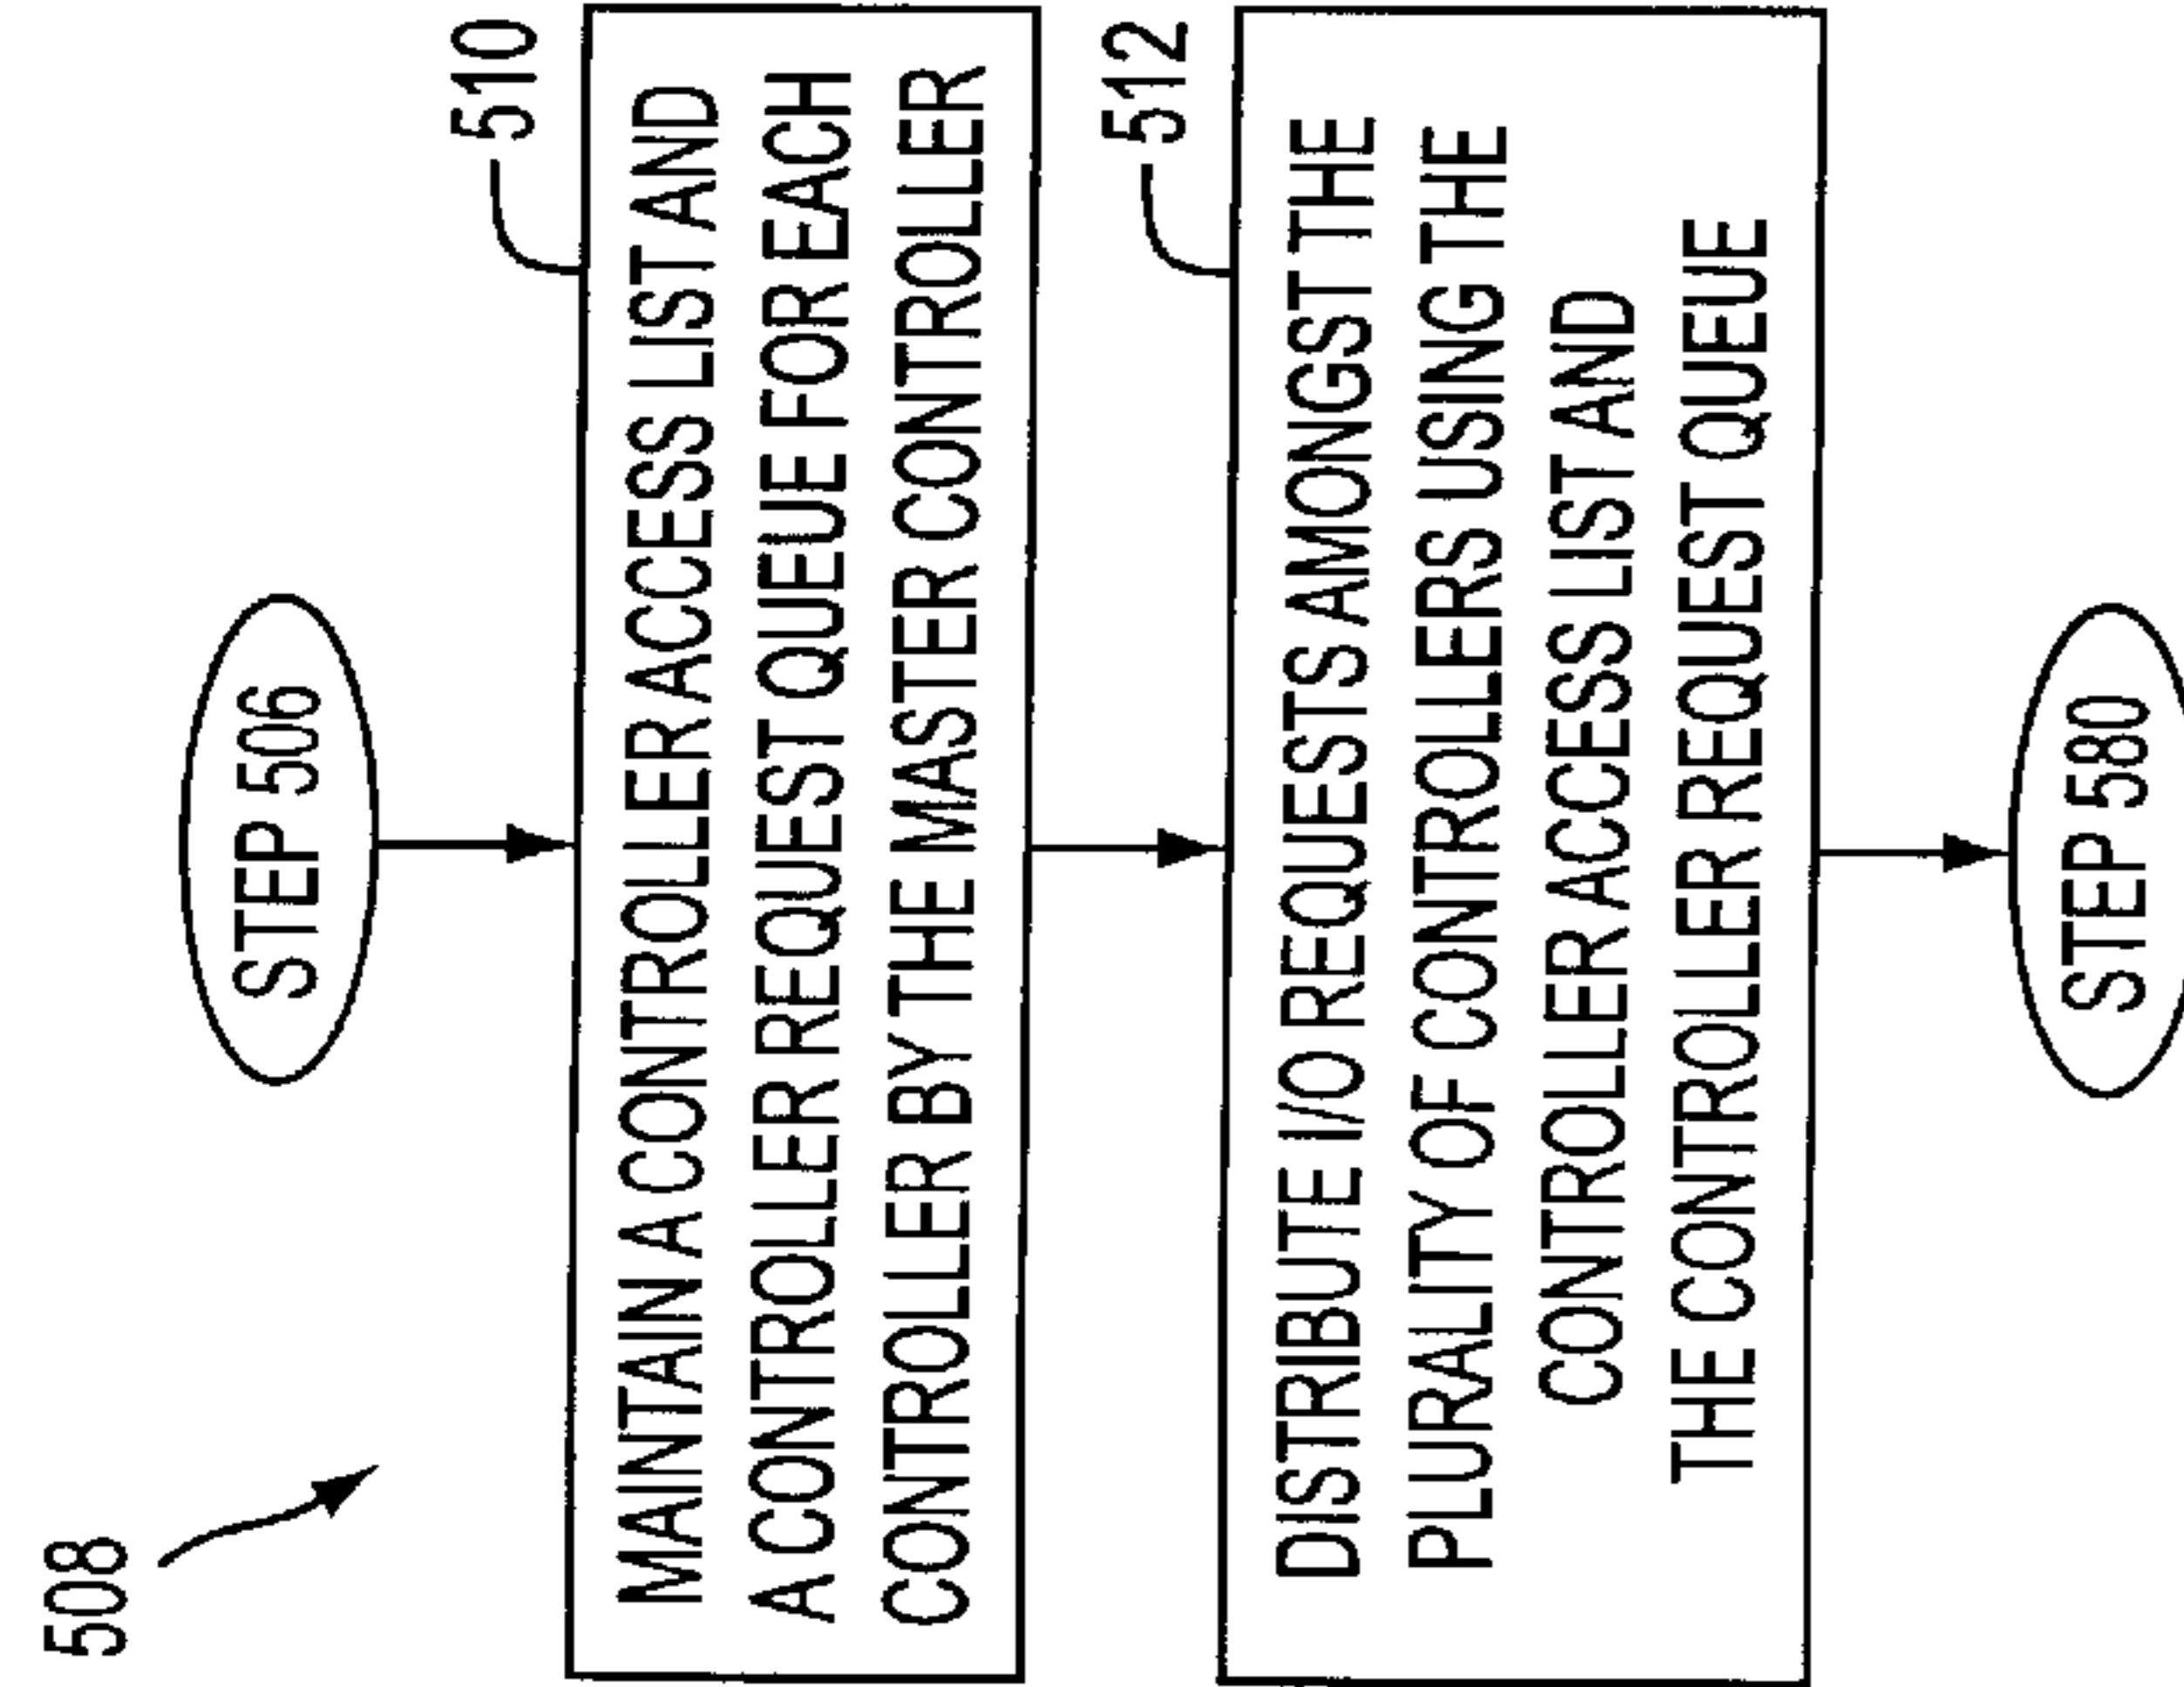 508
STEP 506
510
MAINTAIN A CONTROLLER ACCESS LIST AND
A CONTROLLER REQUEST QUEUE FOR EACH
CONTROLLER BY THE MASTER CONTROLLER
512
DISTRIBUTE I/O REQUESTS AMONGST THE
PLURALITY OF CONTROLLERS USING THE
CONTROLLER ACCESS LIST AND
THE CONTROLLER REQUEST QUEUE
STEP 580